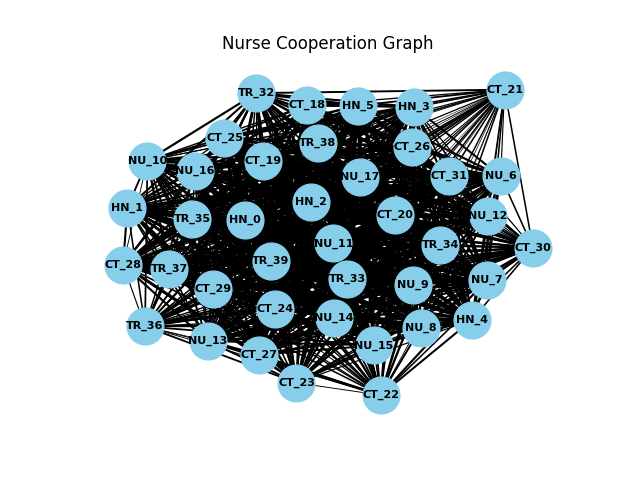 Nurse Cooperation Graph
CT_21
TR_32
CT_18
HN_5
HN_3
CT_25
TR_38
CT_26
NU_10
CT_19
NU_16
NU_17
CT_31
NU_6
HN_2
HN_1
TR_35
HN_0
CT_20
NU_12
NU_11
TR_34
CT_30
CT_28
TR_37
TR_39
TR_33
NU_7
CT_29
NU_9
CT_24
NU_14
HN_4
TR_36
NU_8
NU_13
NU_15
CT_27
CT_23
CT_22